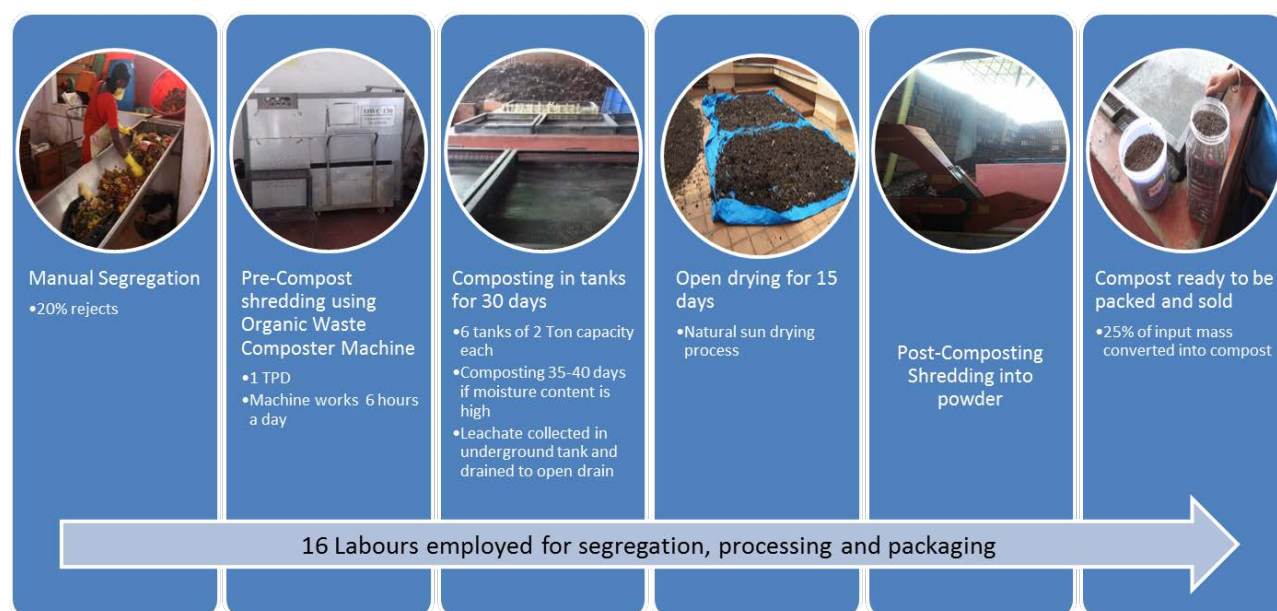 Manual Segregation
•20% rejects
Pre-Compost
shredding using
Organic Waste
Composter Machine
•1 TPD
•Machine works 6 hours
a day
Composting in tanks
for 30 days
•6 tanks of 2 Ton capacity
each
•Composting 35-40 days
if moisture content is
high
•Leachate collected in
underground tank and
drained to open drain
Open drying for 15
days
•Natural sun drying
process
Post-Composting
Shredding into
powder
Compost ready to be
packed and sold
•25% of input mass
converted into compost
16 Labours employed for segregation, processing and packaging